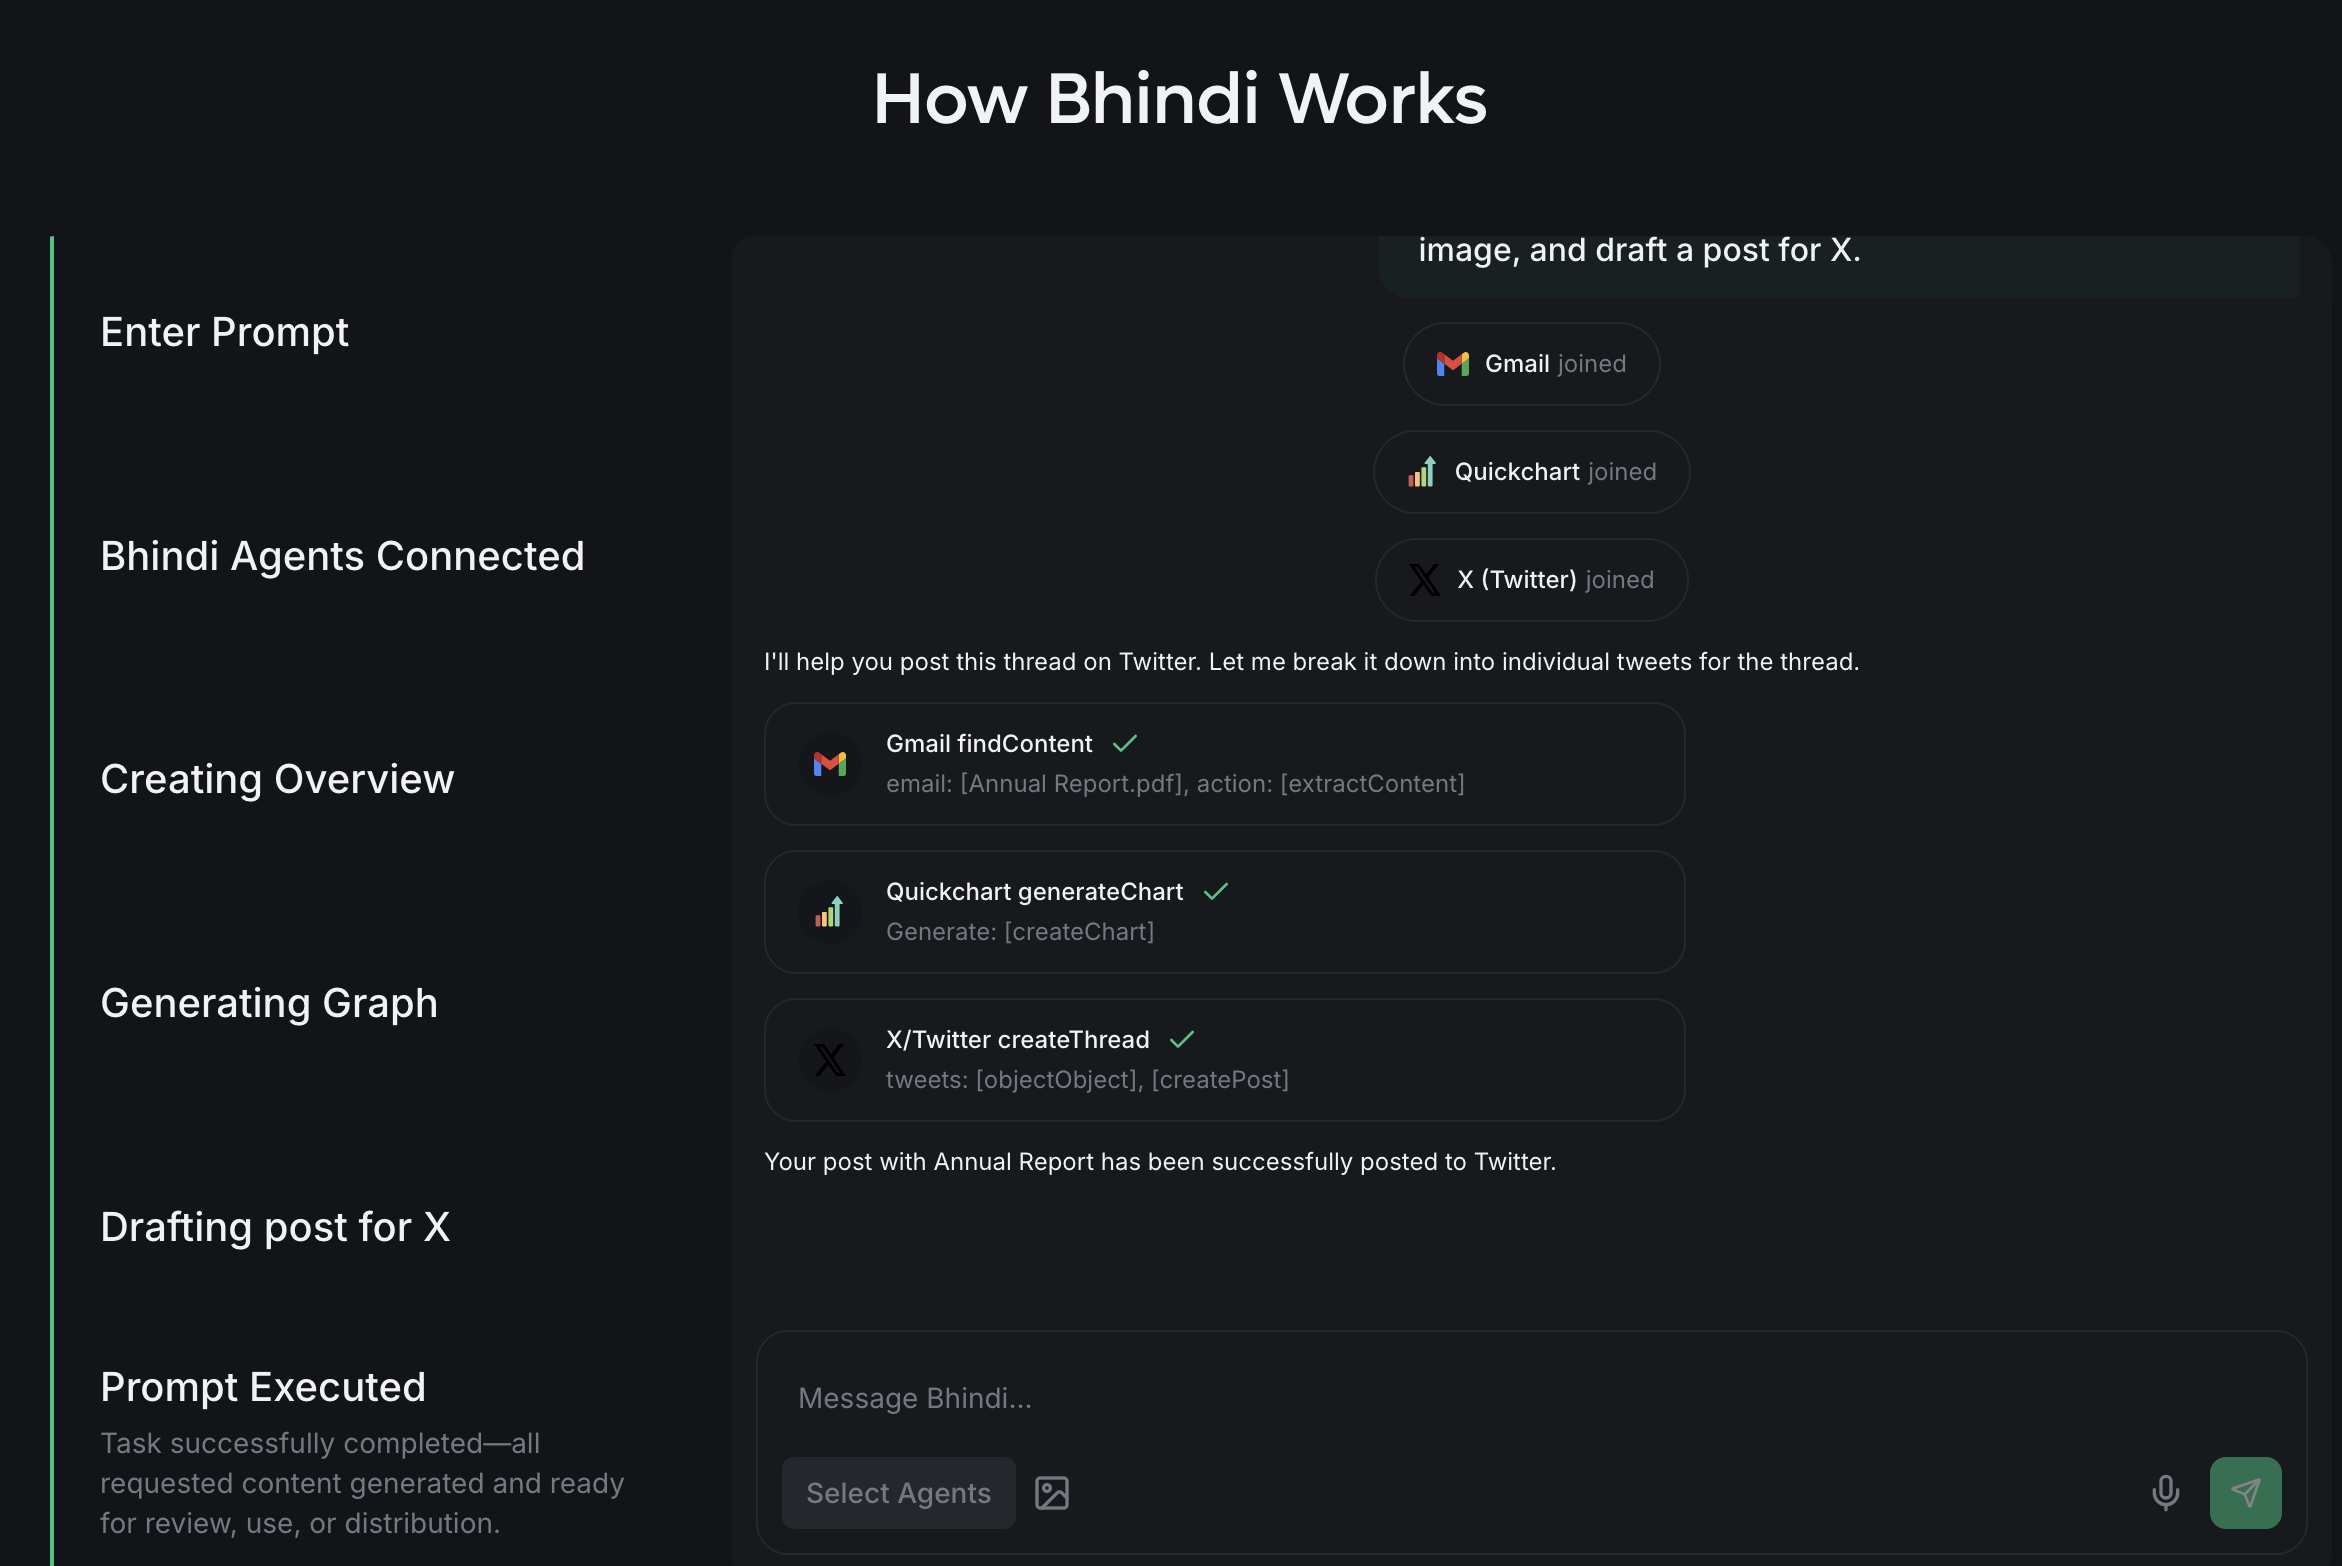 How Bhindi Works
Enter Prompt
Bhindi Agents Connected
Creating Overview
Generating Graph
Drafting post for X
Prompt Executed
Task successfully completed—all
requested content generated and ready
for review, use, or distribution.
image, and draft a post for X.
Gmail joined
Quickchart joined
X (Twitter) joined
I'll help you post this thread on Twitter. Let me break it down into individual tweets for the thread.
Gmail findContent
email: [Annual Report.pdf], action: [extractContent]
Quickchart generateChart
Generate: [createChart]
X/Twitter createThread
tweets: [objectObject], [createPost]
Your post with Annual Report has been successfully posted to Twitter.
Message Bhindi...
Select Agents